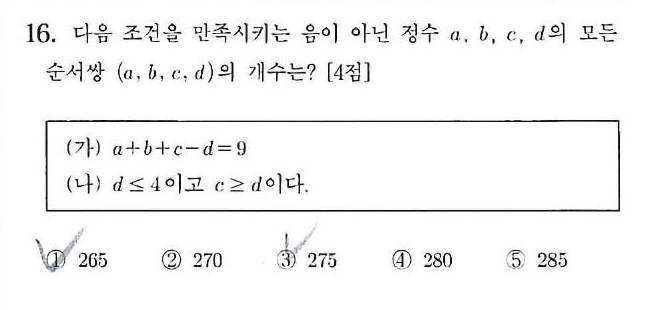 16. 다음 조건을 만족시키는 음이 아닌 정수 a, b, c, d의 모든
순서쌍 (a, b, c, d)의 개수는? [4점]
(가) a+b+c-d=9
(나) d≤4이고 c≥d이다.
① 265 ② 270 ③ 275 ④ 280 ⑤ 285